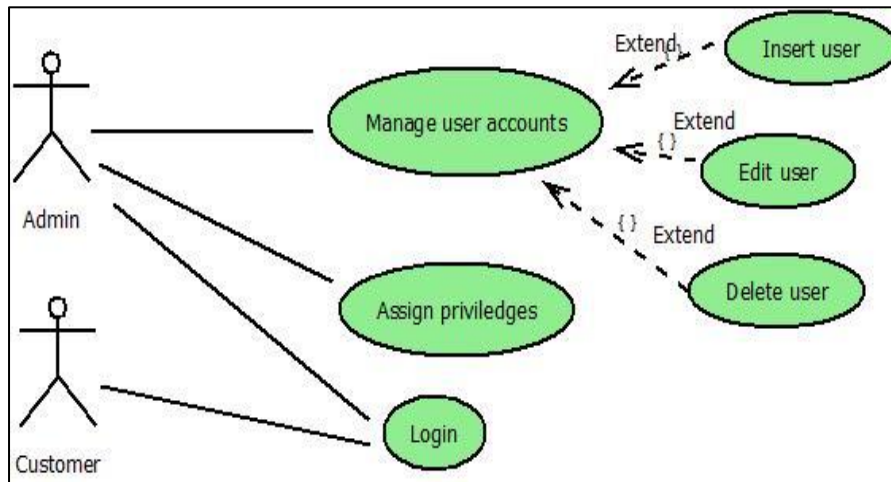 Extend
{ }
Insert user
Manage user accounts
Extend
{ }
Edit user
Admin
{ }
Extend
Delete user
Assign priviledges
Login
Customer